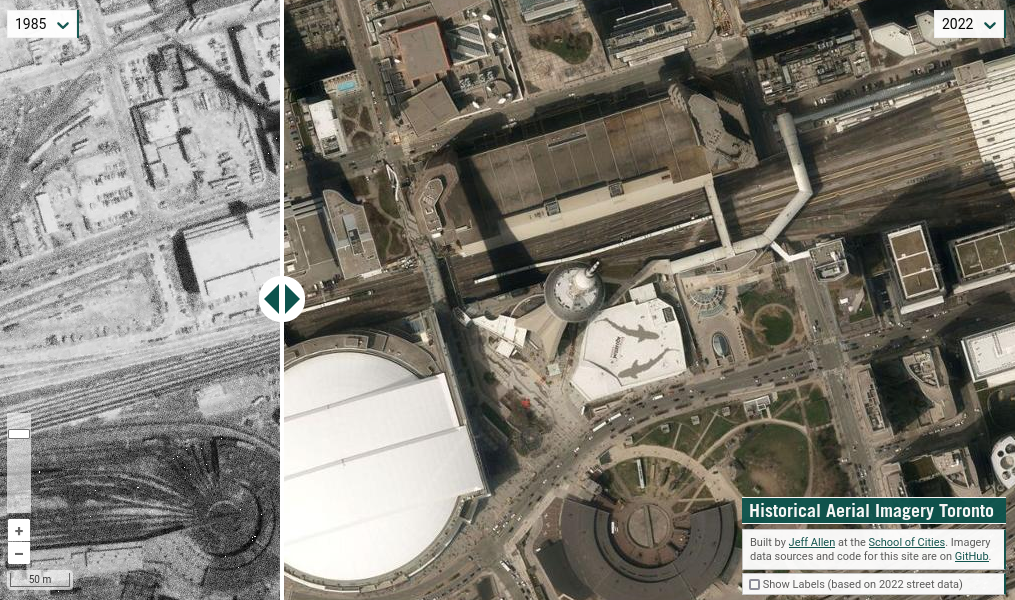 1985
2022
+
−
50 m
Historical Aerial Imagery Toronto
Built by Jeff Allen at the School of Cities. Imagery
data sources and code for this site are on GitHub.
Show Labels (based on 2022 street data)